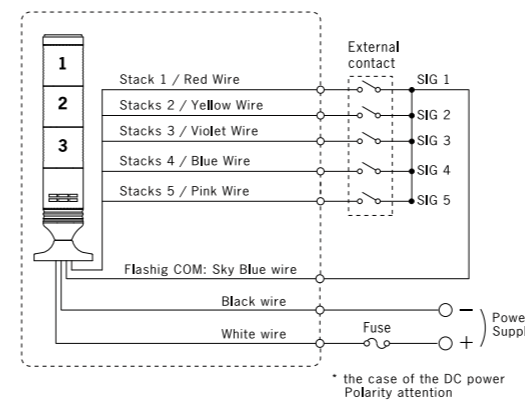 1
2
3
External
contact
Stack 1 / Red Wire
SIG 1
Stacks 2 / Yellow Wire
SIG 2
Stacks 3 / Violet Wire
SIG 3
Stacks 4 / Blue Wire
SIG 4
Stacks 5 / Pink Wire
SIG 5
Flashig COM: Sky Blue wire
Black wire
−
White wire
Fuse
+
Powe
Suppl
* the case of the DC power
Polarity attention